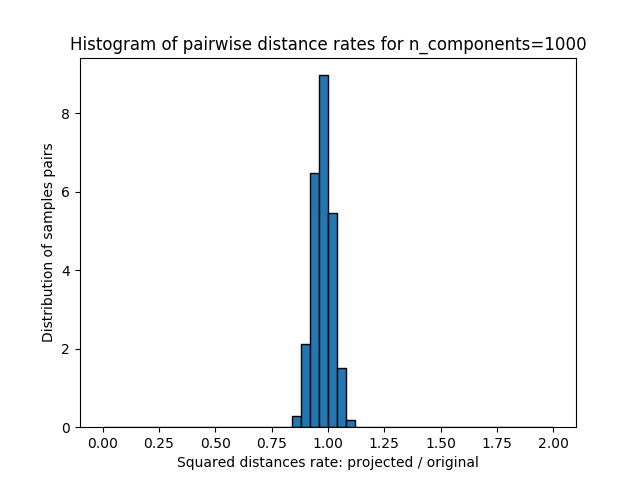 Histogram of pairwise distance rates for n_components=1000
Distribution of samples pairs
8
6
4
2
0
0.00 0.25 0.50 0.75 1.00 1.25 1.50 1.75 2.00
Squared distances rate: projected / original